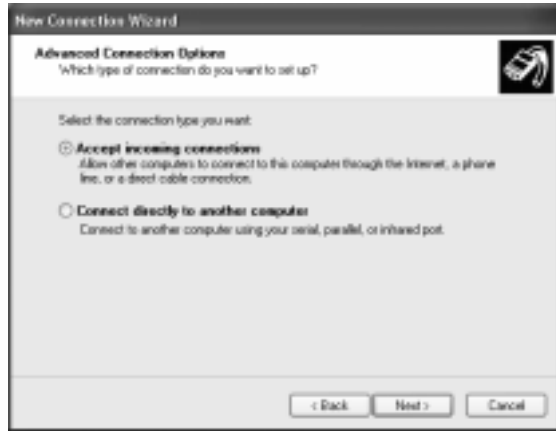 New Connection Wizard
Advanced Connection Options
Which type of connection do you want to set up?
Select the connection type you want:
Accept incoming connections
Allow other computers to connect to this computer through the Internet, a phone
line, or a direct cable connection.
Connect directly to another computer
Connect to another computer using your serial, parallel, or infrared port.
< Back
Next >
Cancel